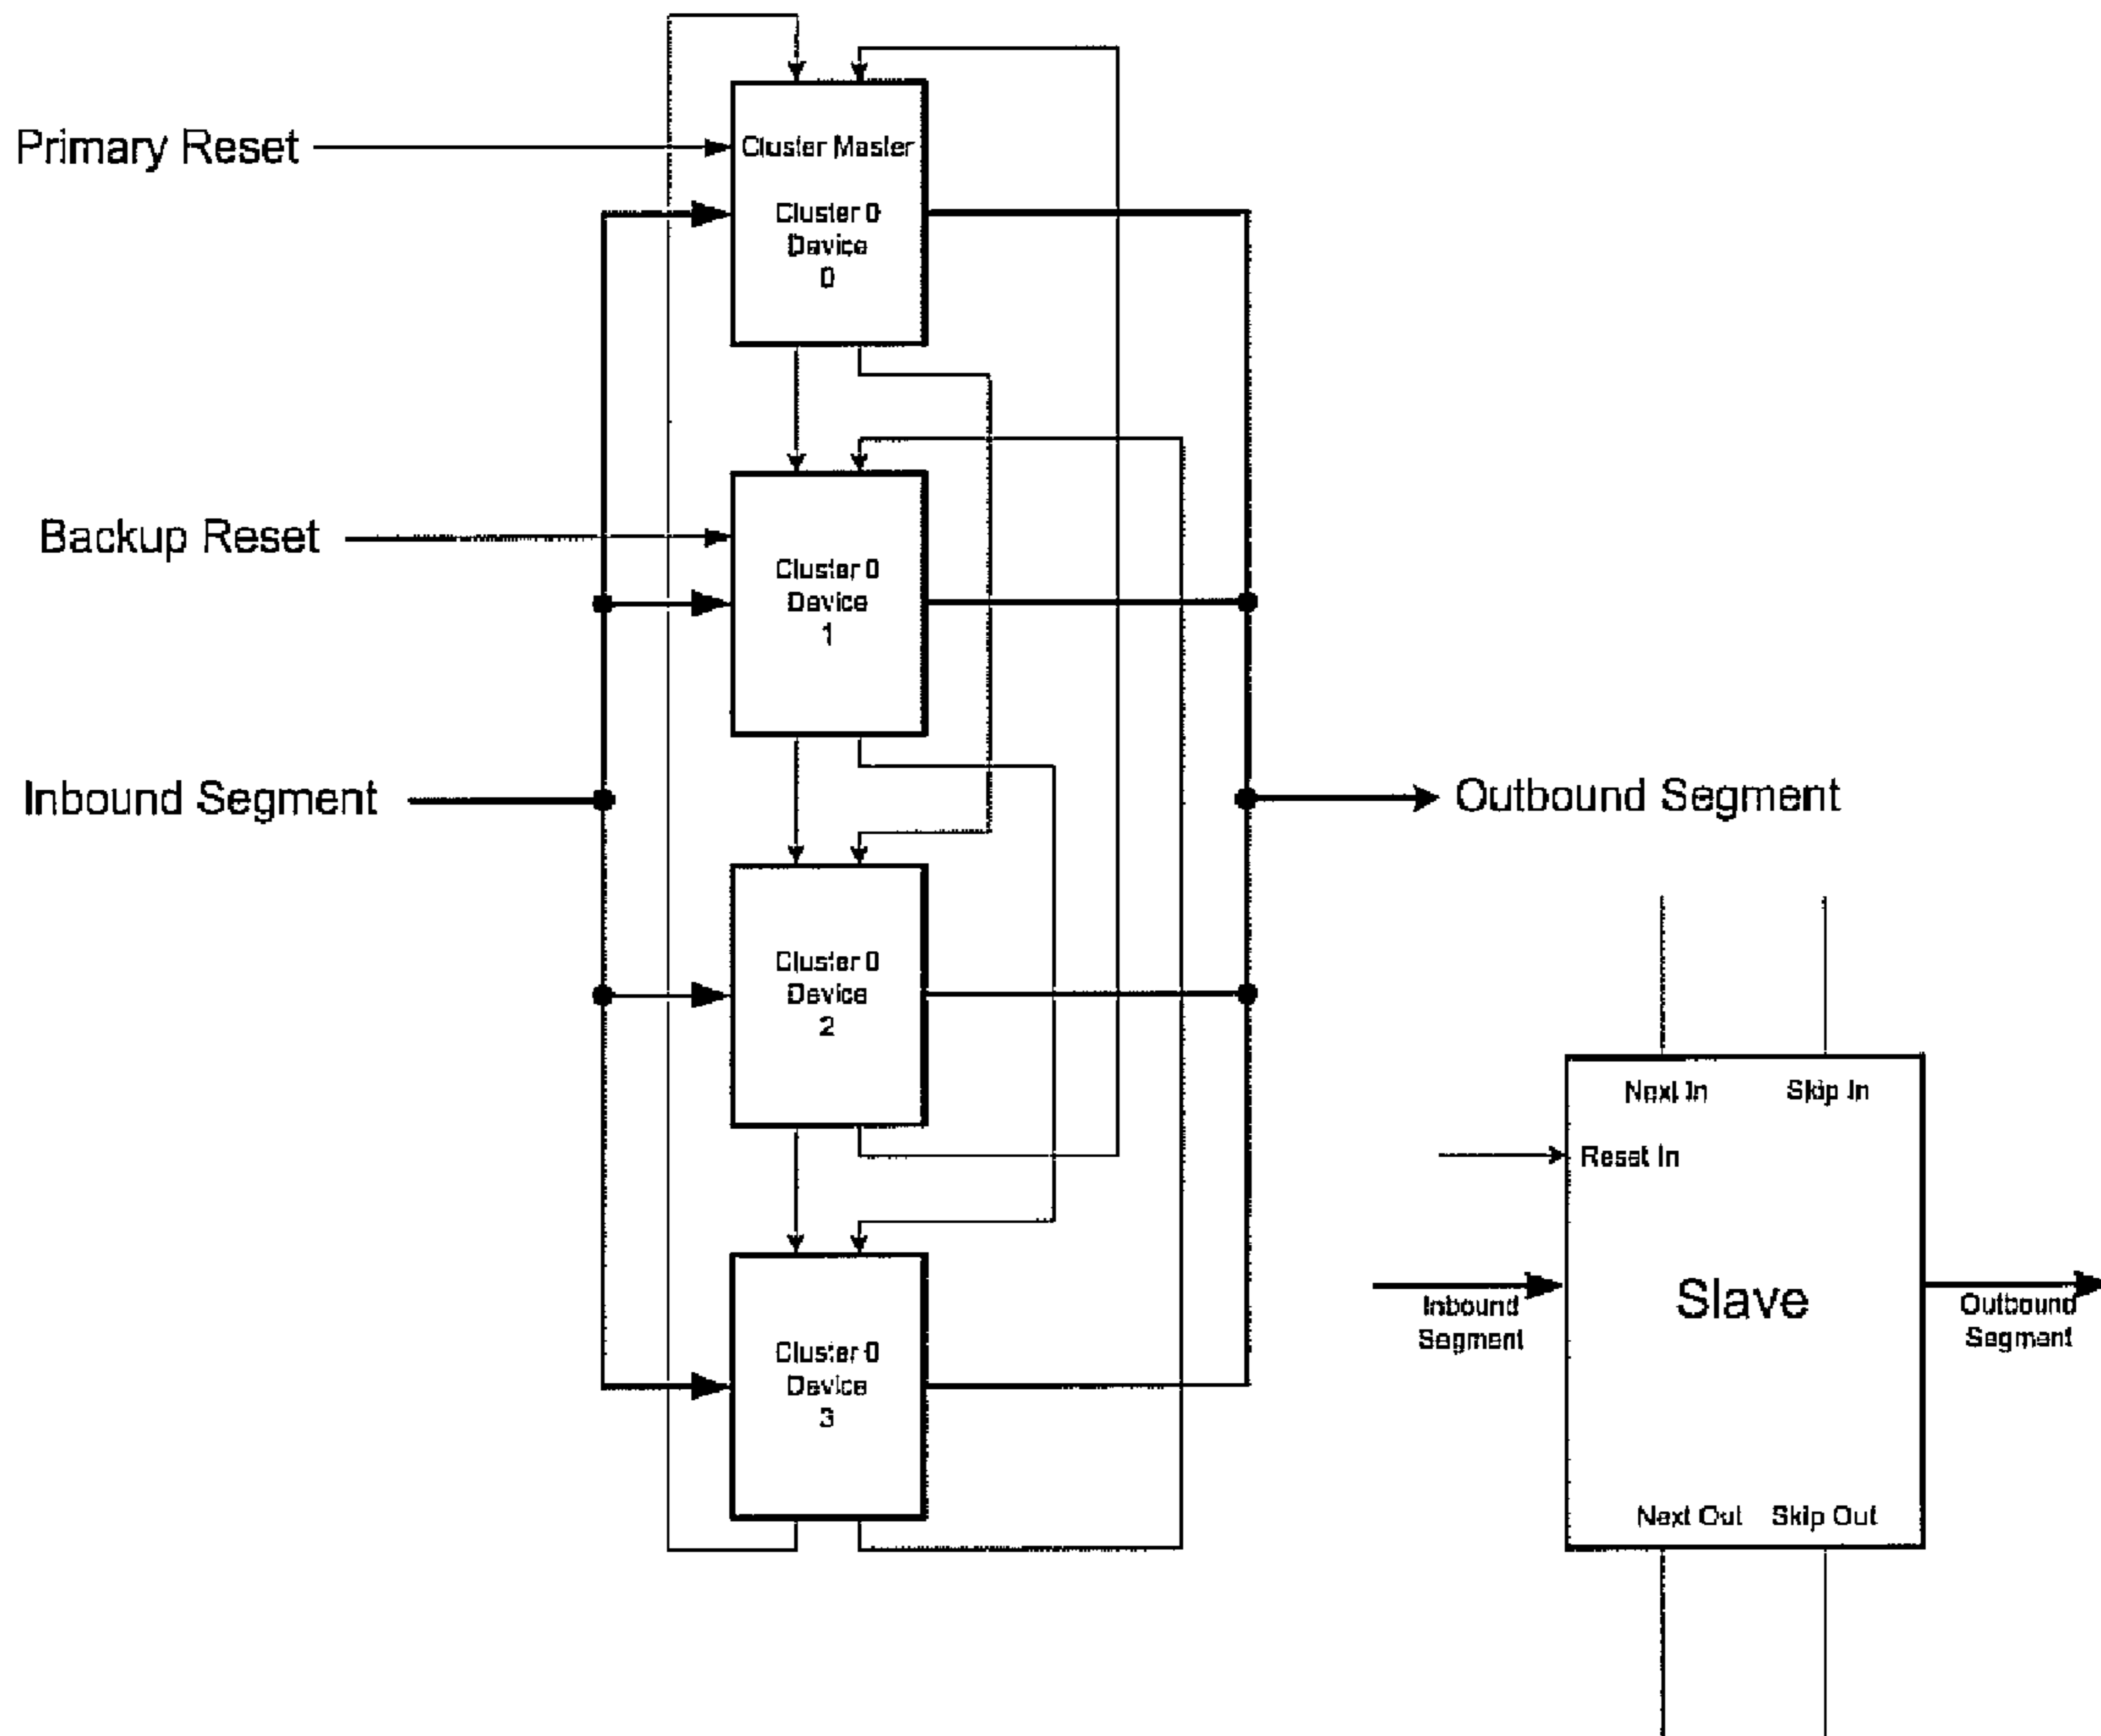 Primary Reset
Cluster Master
Cluster 0
Device
0
Backup Reset
Cluster 0
Device
1
Inbound Segment
Outbound Segment
Cluster 0
Device
2
Cluster 0
Device
3
Next In
Skip In
Reset In
Slave
Inbound
Segment
Outbound
Segment
Next Out
Skip Out